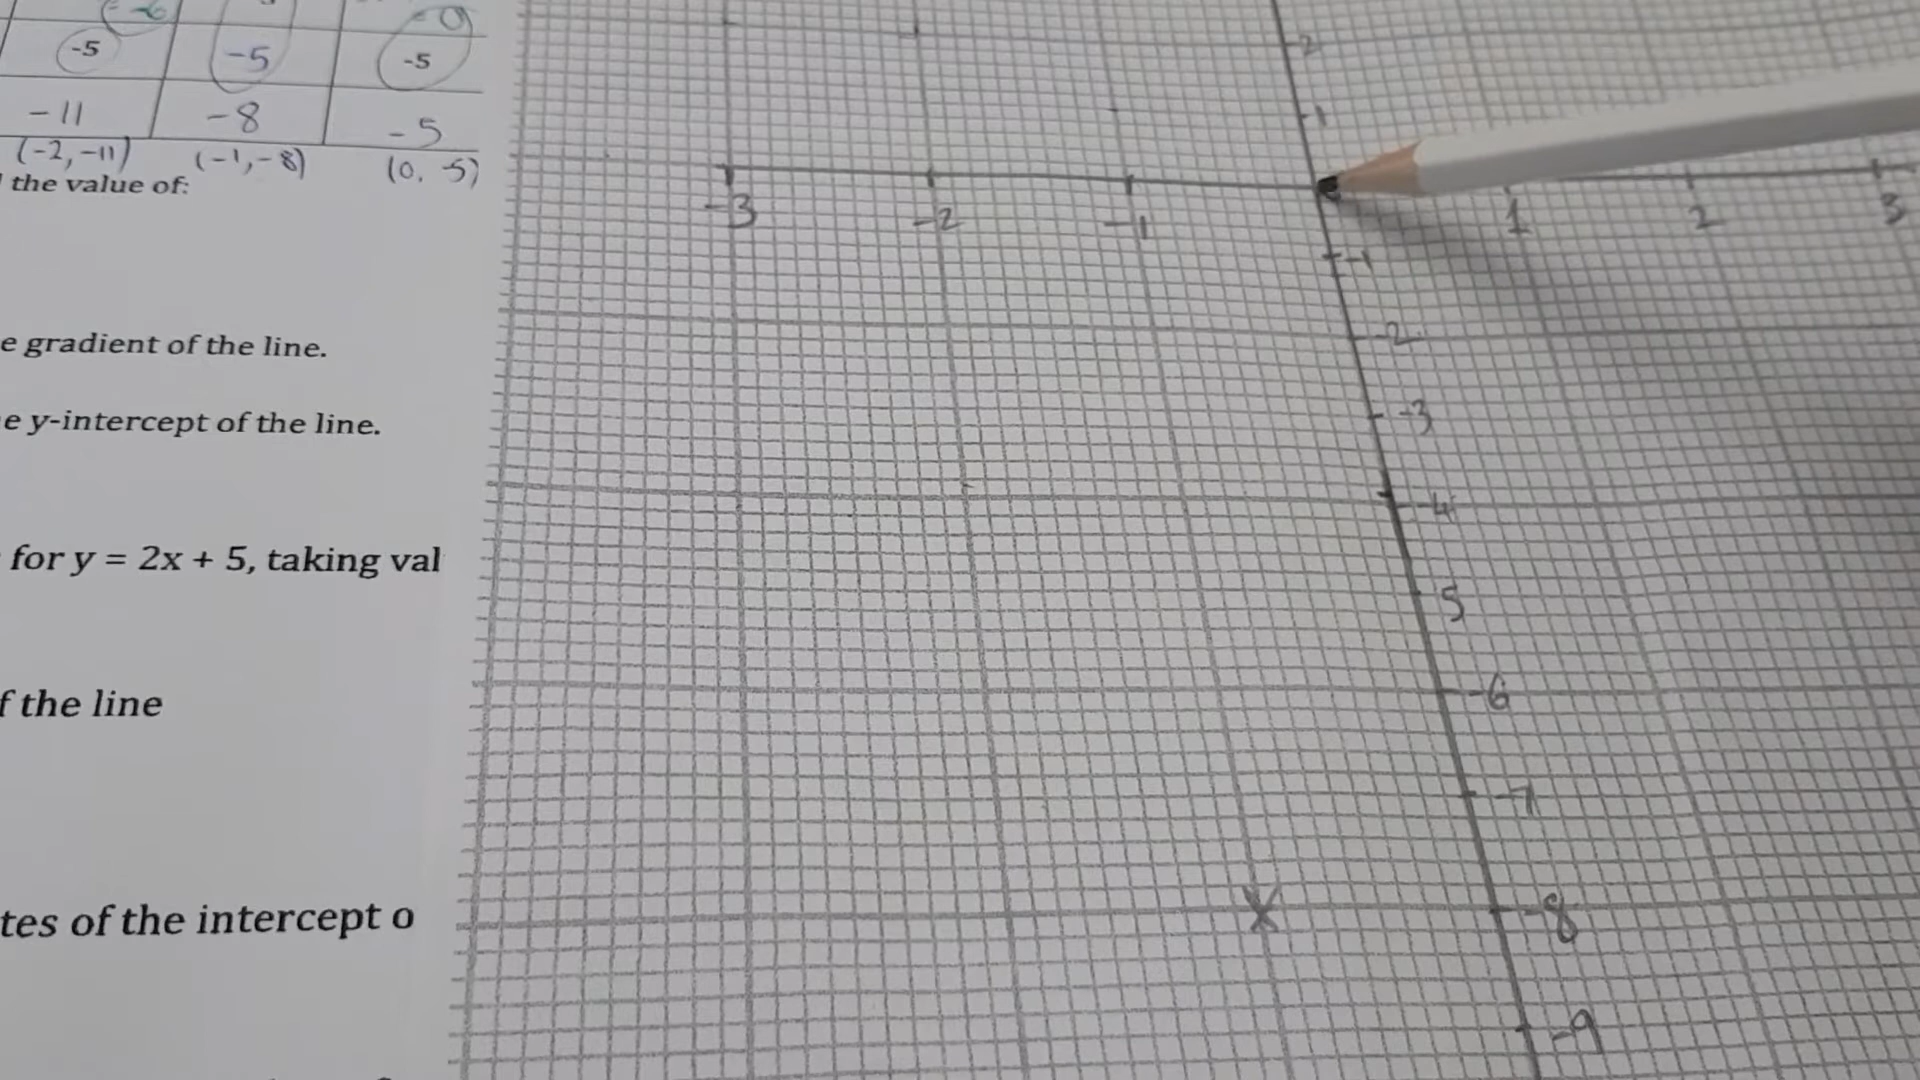 -6 0
-5 -5 -5
-11 -8 -5
(-2,-11) (-1,-8) (0, -5)
the value of:
e gradient of the line.
e y-intercept of the line.
for y = 2x + 5, taking val
f the line
tes of the intercept o
2
1
-3 -2 -1 1 2 3
-1
-2
-3
-4
5
-6
-7
X -8
-9